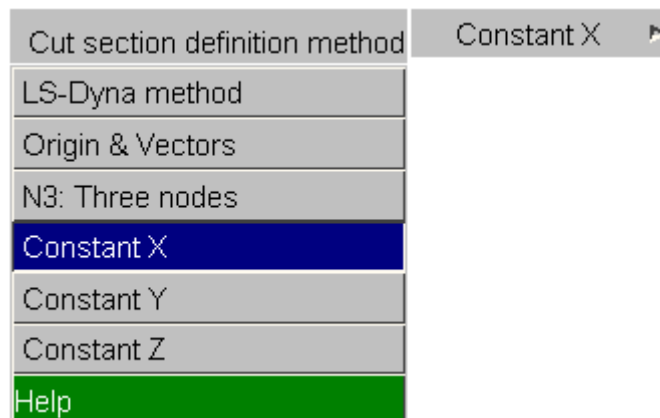 Cut section definition method Constant X
LS-Dyna method
Origin & Vectors
N3: Three nodes
Constant X
Constant Y
Constant Z
Help